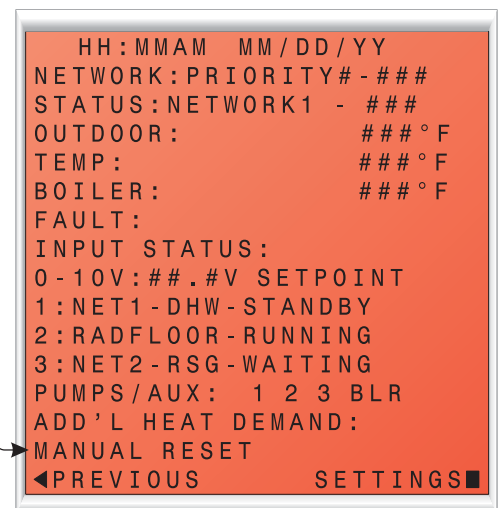 HH:MMAM MM/DD/YY
NETWORK:PRIORITY#-###
STATUS:NETWORK1 - ###
OUTDOOR: ###°F
TEMP: ###°F
BOILER: ###°F
FAULT:
INPUT STATUS:
0-10V:##.#V SETPOINT
1:NET1-DHW-STANDBY
2:RADFLOOR-RUNNING
3:NET2-RSG-WAITING
PUMPS/AUX: 1 2 3 BLR
ADD'L HEAT DEMAND:
MANUAL RESET
◀PREVIOUS SETTINGS■